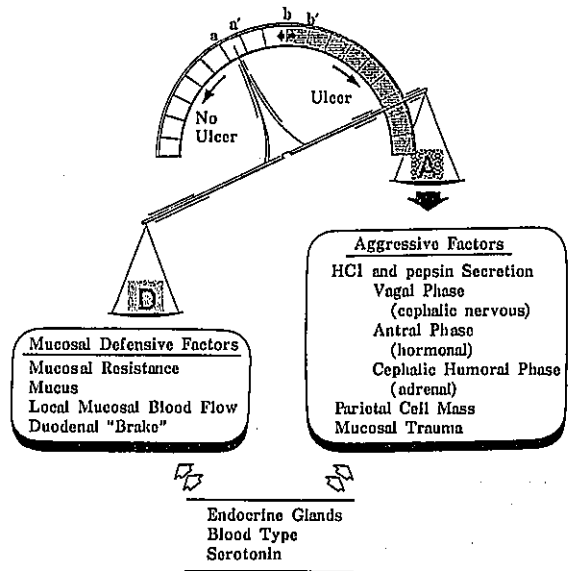 a a′ b b′
No
Ulcer
Ulcer
A
D
Aggressive Factors
HCl and pepsin Secretion
Vagal Phase
(cephalic nervous)
Antral Phase
(hormonal)
Cephalic Humoral Phase
(adrenal)
Parietal Cell Mass
Mucosal Trauma
Mucosal Defensive Factors
Mucosal Resistance
Mucus
Local Mucosal Blood Flow
Duodenal "Brake"
Endocrine Glands
Blood Type
Serotonin